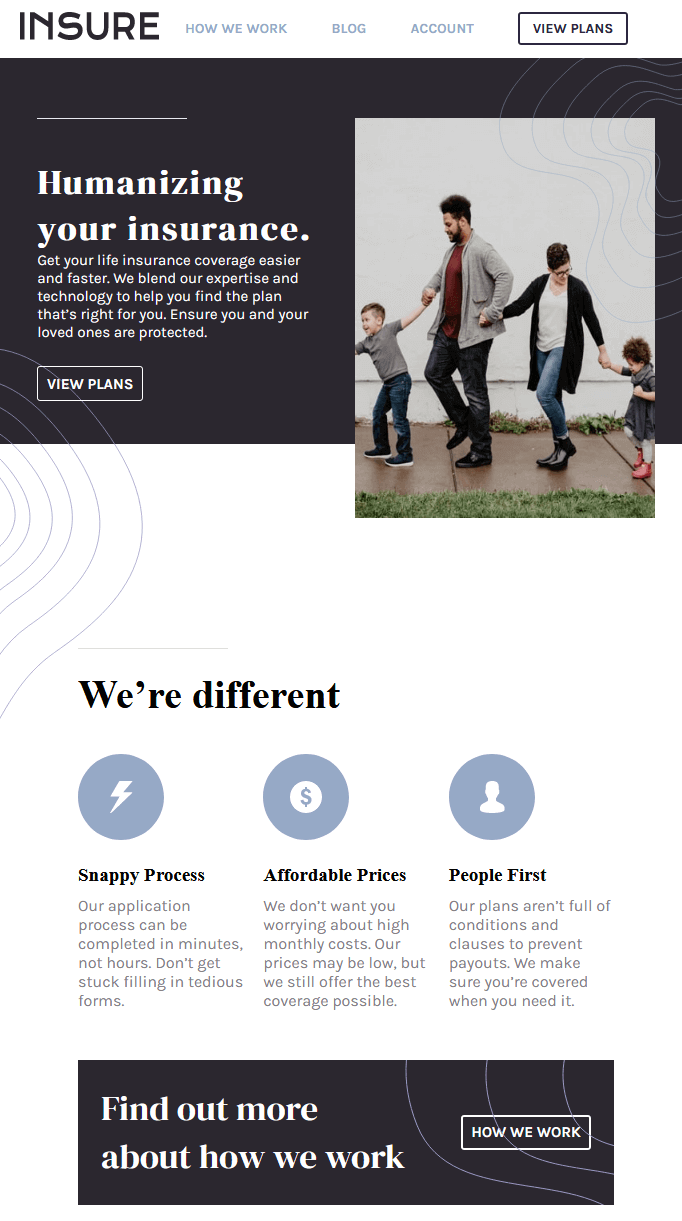 INSURE
HOW WE WORK
BLOG
ACCOUNT
VIEW PLANS
Humanizing
your insurance.
Get your life insurance coverage easier
and faster. We blend our expertise and
technology to help you find the plan
that’s right for you. Ensure you and your
loved ones are protected.
VIEW PLANS
We’re different
$
Snappy Process
Our application
process can be
completed in minutes,
not hours. Don’t get
stuck filling in tedious
forms.
Affordable Prices
We don’t want you
worrying about high
monthly costs. Our
prices may be low, but
we still offer the best
coverage possible.
People First
Our plans aren’t full of
conditions and
clauses to prevent
payouts. We make
sure you’re covered
when you need it.
Find out more
about how we work
HOW WE WORK